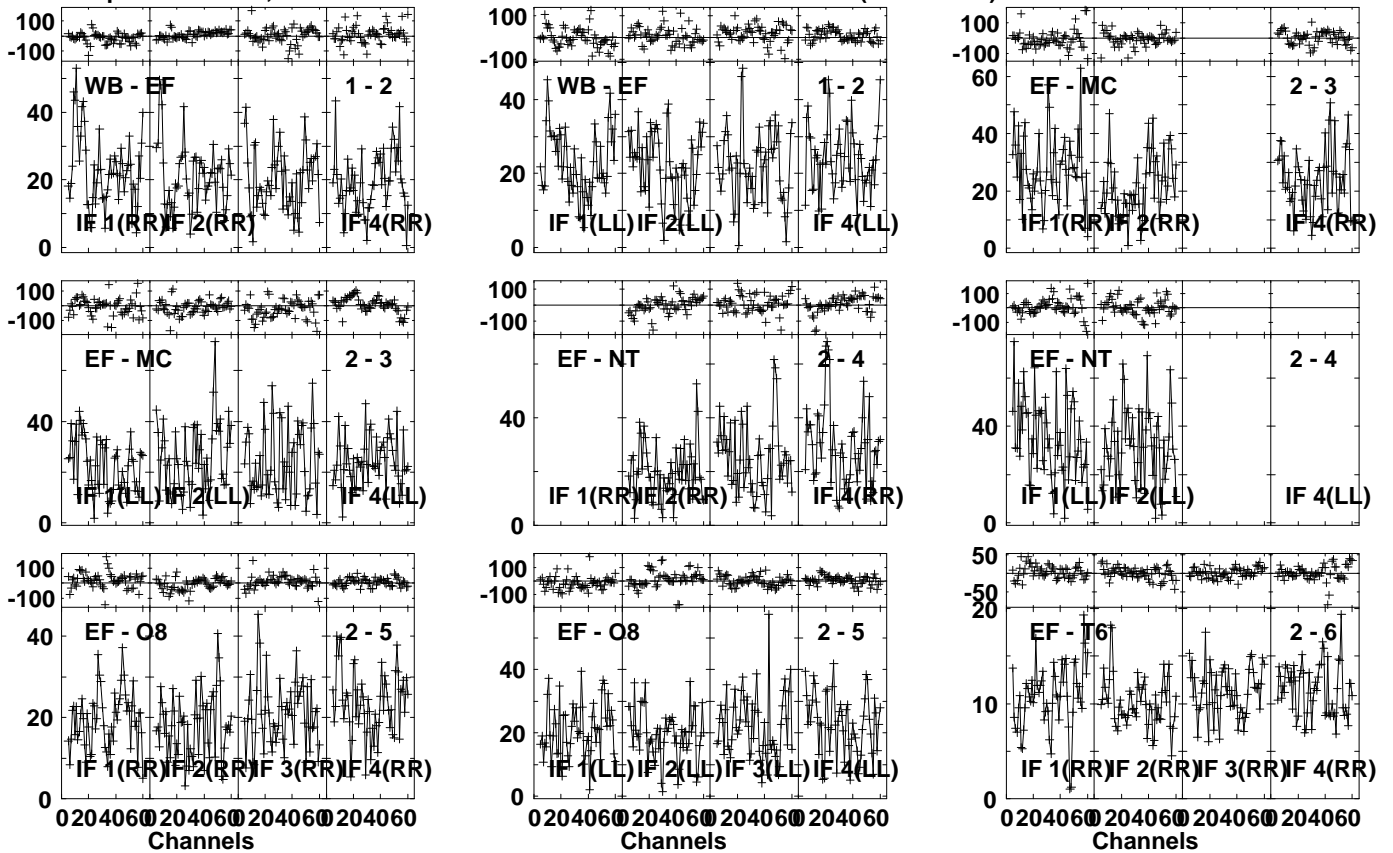 100
-100
WB - EF 1 - 2
40
20
0
IF 1(RR) IF 2(RR) IF 4(RR)
100
-100
WB - EF 1 - 2
40
20
0
IF 1(LL) IF 2(LL) IF 4(LL)
100
-100
60
EF - MC 2 - 3
40
20
0
IF 1(RR) IF 2(RR) IF 4(RR)
100
-100
EF - MC 2 - 3
40
0
IF 1(LL) IF 2(LL) IF 4(LL)
100
-100
EF - NT 2 - 4
40
0
IF 1(RR) IF 2(RR) IF 4(RR)
100
-100
EF - NT 2 - 4
40
0
IF 1(LL) IF 2(LL) IF 4(LL)
100
-100
EF - O8 2 - 5
40
20
0
IF 1(RR) IF 2(RR) IF 3(RR) IF 4(RR)
0 20 40 60 0 20 40 60 0 20 40 60 0 20 40 60
Channels
100
-100
EF - O8 2 - 5
40
20
0
IF 1(LL) IF 2(LL) IF 3(LL) IF 4(LL)
0 20 40 60 0 20 40 60 0 20 40 60 0 20 40 60
Channels
50
-50
20
EF - T6 2 - 6
10
0
IF 1(RR) IF 2(RR) IF 3(RR) IF 4(RR)
0 20 40 60 0 20 40 60 0 20 40 60 0 20 40 60
Channels